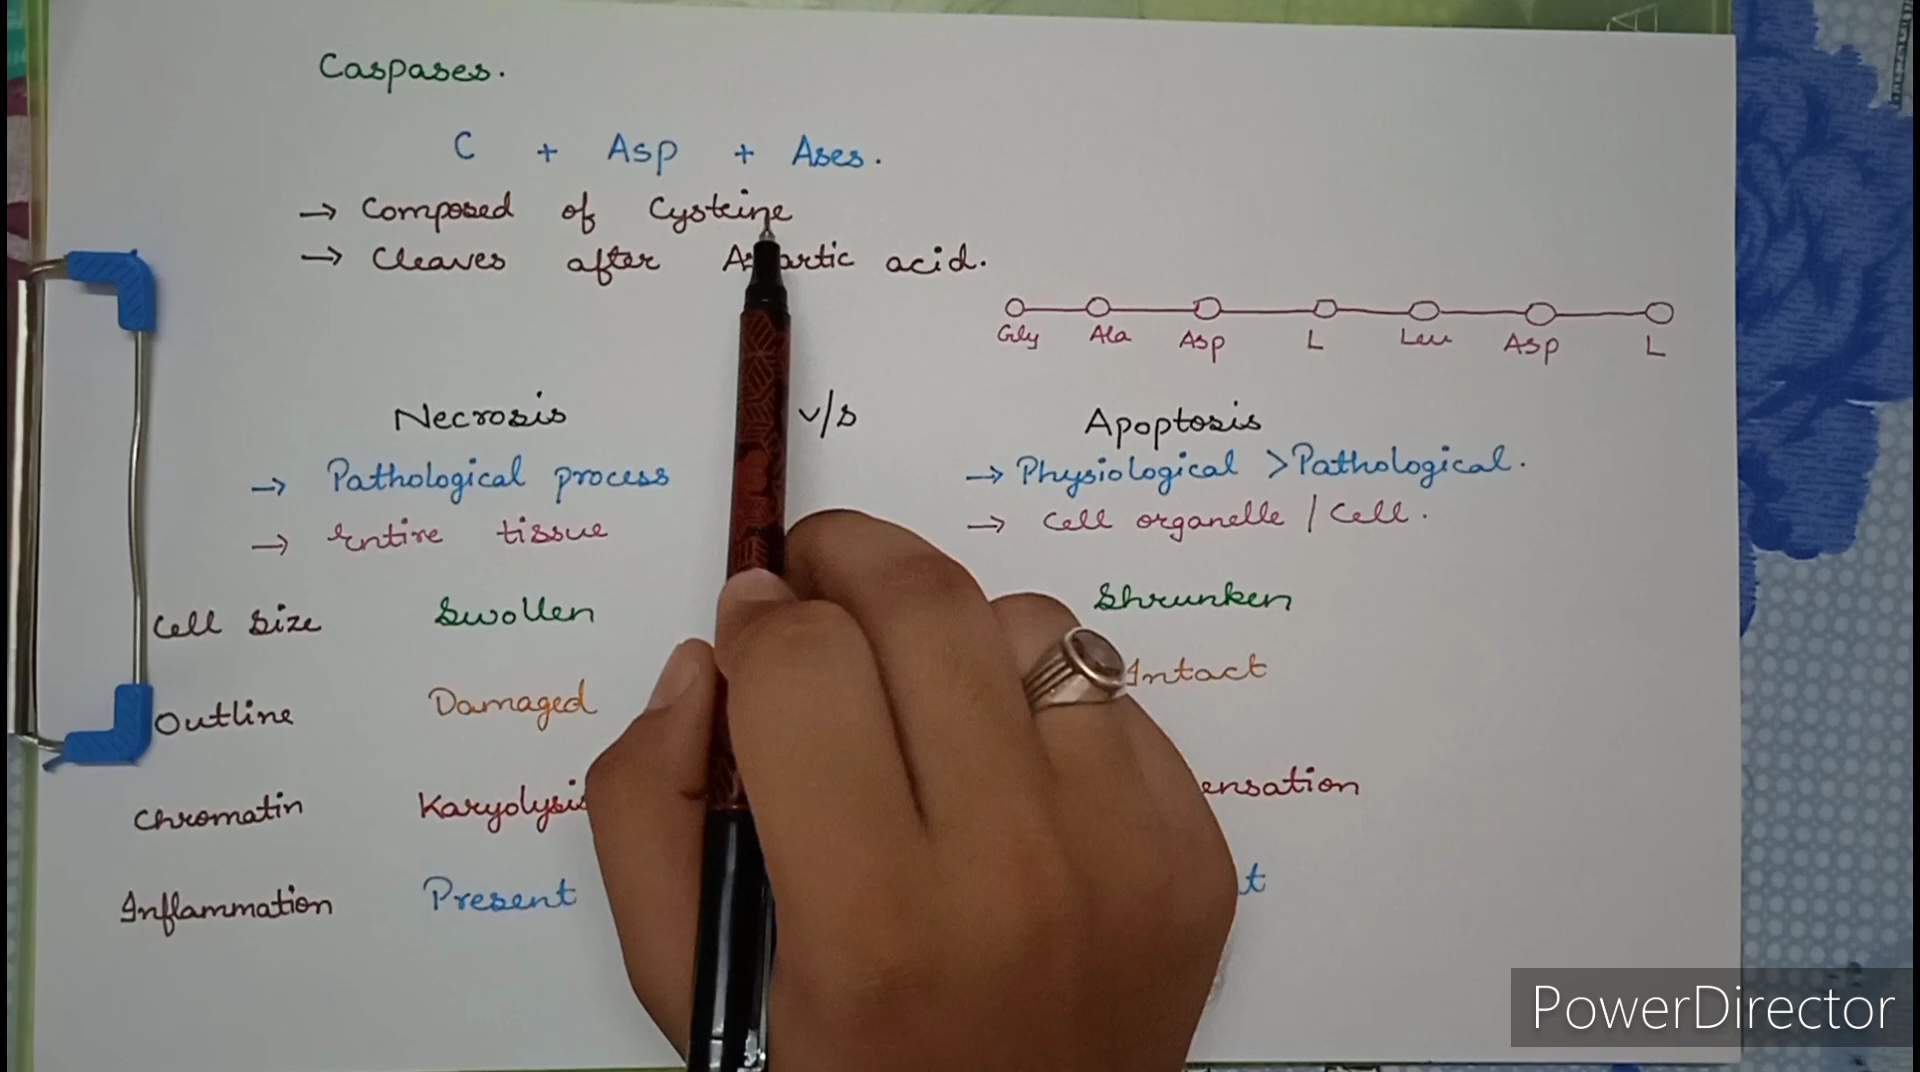 Caspases.
C + Asp + Ases.
→ Composed of Cysteine
→ Cleaves after acid.
Gly Ala Asp L Leu Asp L
Necrosis v/s Apoptosis
→ Pathological process → Physiological > Pathological.
→ Entire tissue → Cell organelle / Cell.
Cell size Swollen Shrunken
Outline Damaged Intact
Chromatin
Inflammation Present
PowerDirector